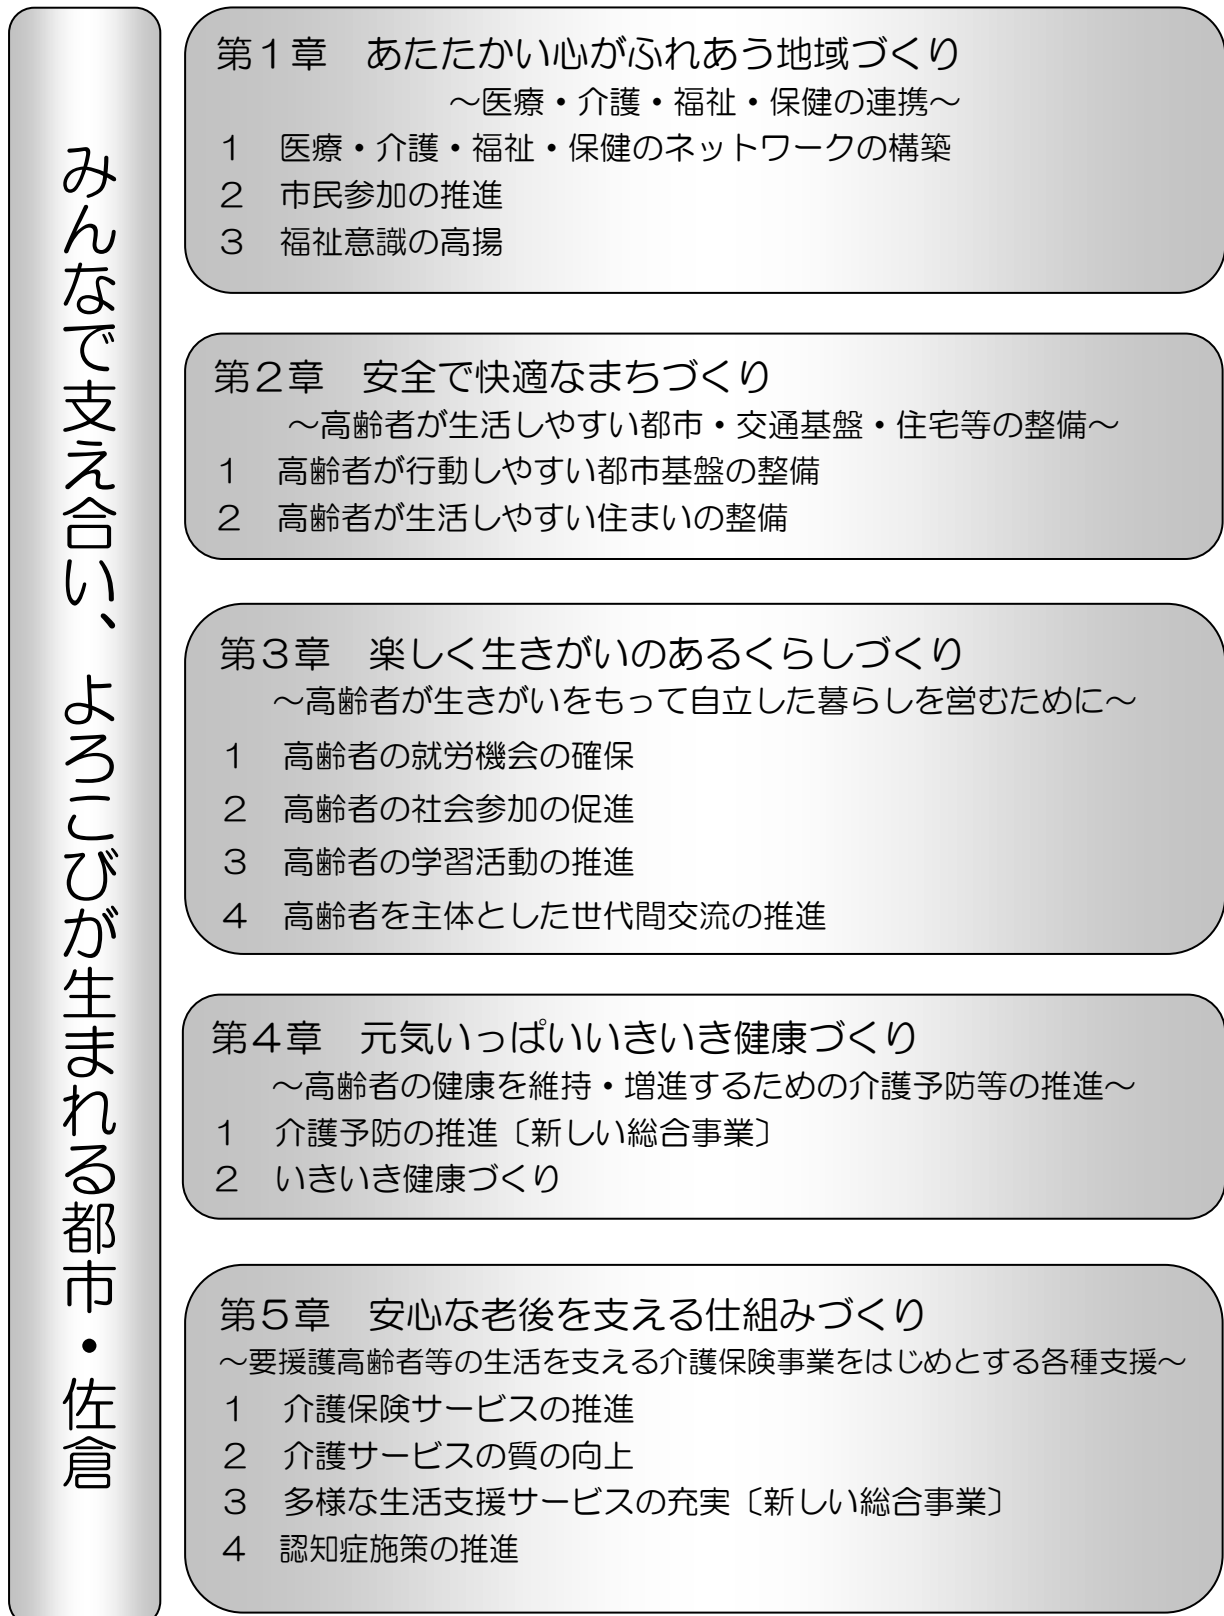 みんなで支え合い、よろこびが生まれる都市・佐倉
第1章　あたたかい心がふれあう地域づくり
～医療・介護・福祉・保健の連携～
１　医療・介護・福祉・保健のネットワークの構築
２　市民参加の推進
３　福祉意識の高揚
第２章　安全で快適なまちづくり
～高齢者が生活しやすい都市・交通基盤・住宅等の整備～
１　高齢者が行動しやすい都市基盤の整備
２　高齢者が生活しやすい住まいの整備
第３章　楽しく生きがいのあるくらしづくり
～高齢者が生きがいをもって自立した暮らしを営むために～
１　高齢者の就労機会の確保
２　高齢者の社会参加の促進
３　高齢者の学習活動の推進
４　高齢者を主体とした世代間交流の推進
第４章　元気いっぱいいきいき健康づくり
～高齢者の健康を維持・増進するための介護予防等の推進～
１　介護予防の推進〔新しい総合事業〕
２　いきいき健康づくり
第５章　安心な老後を支える仕組みづくり
～要援護高齢者等の生活を支える介護保険事業をはじめとする各種支援～
１　介護保険サービスの推進
２　介護サービスの質の向上
３　多様な生活支援サービスの充実〔新しい総合事業〕
４　認知症施策の推進